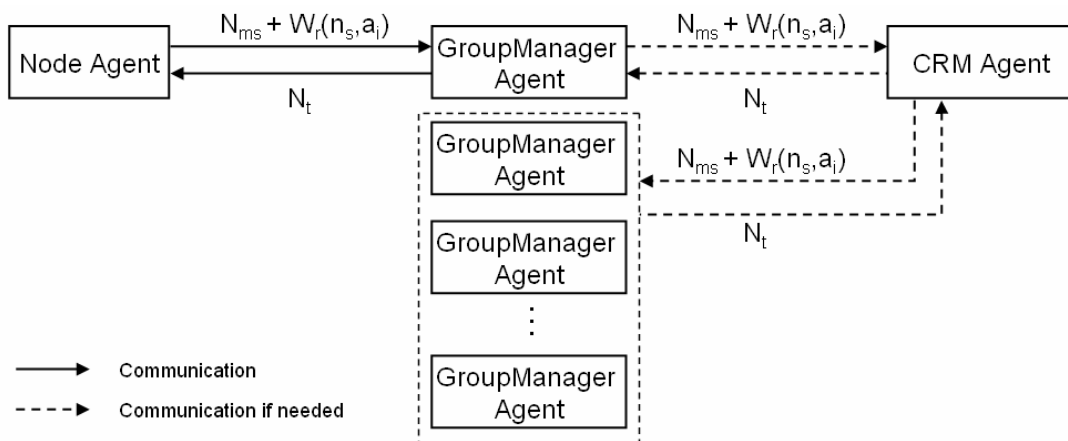 N_ms + W_r(n_s,a_i)
N_ms + W_r(n_s,a_i)
Node Agent
GroupManager
Agent
CRM Agent
N_t
N_t
GroupManager
Agent
N_ms + W_r(n_s,a_i)
N_t
GroupManager
Agent
⋮
GroupManager
Agent
Communication
Communication if needed